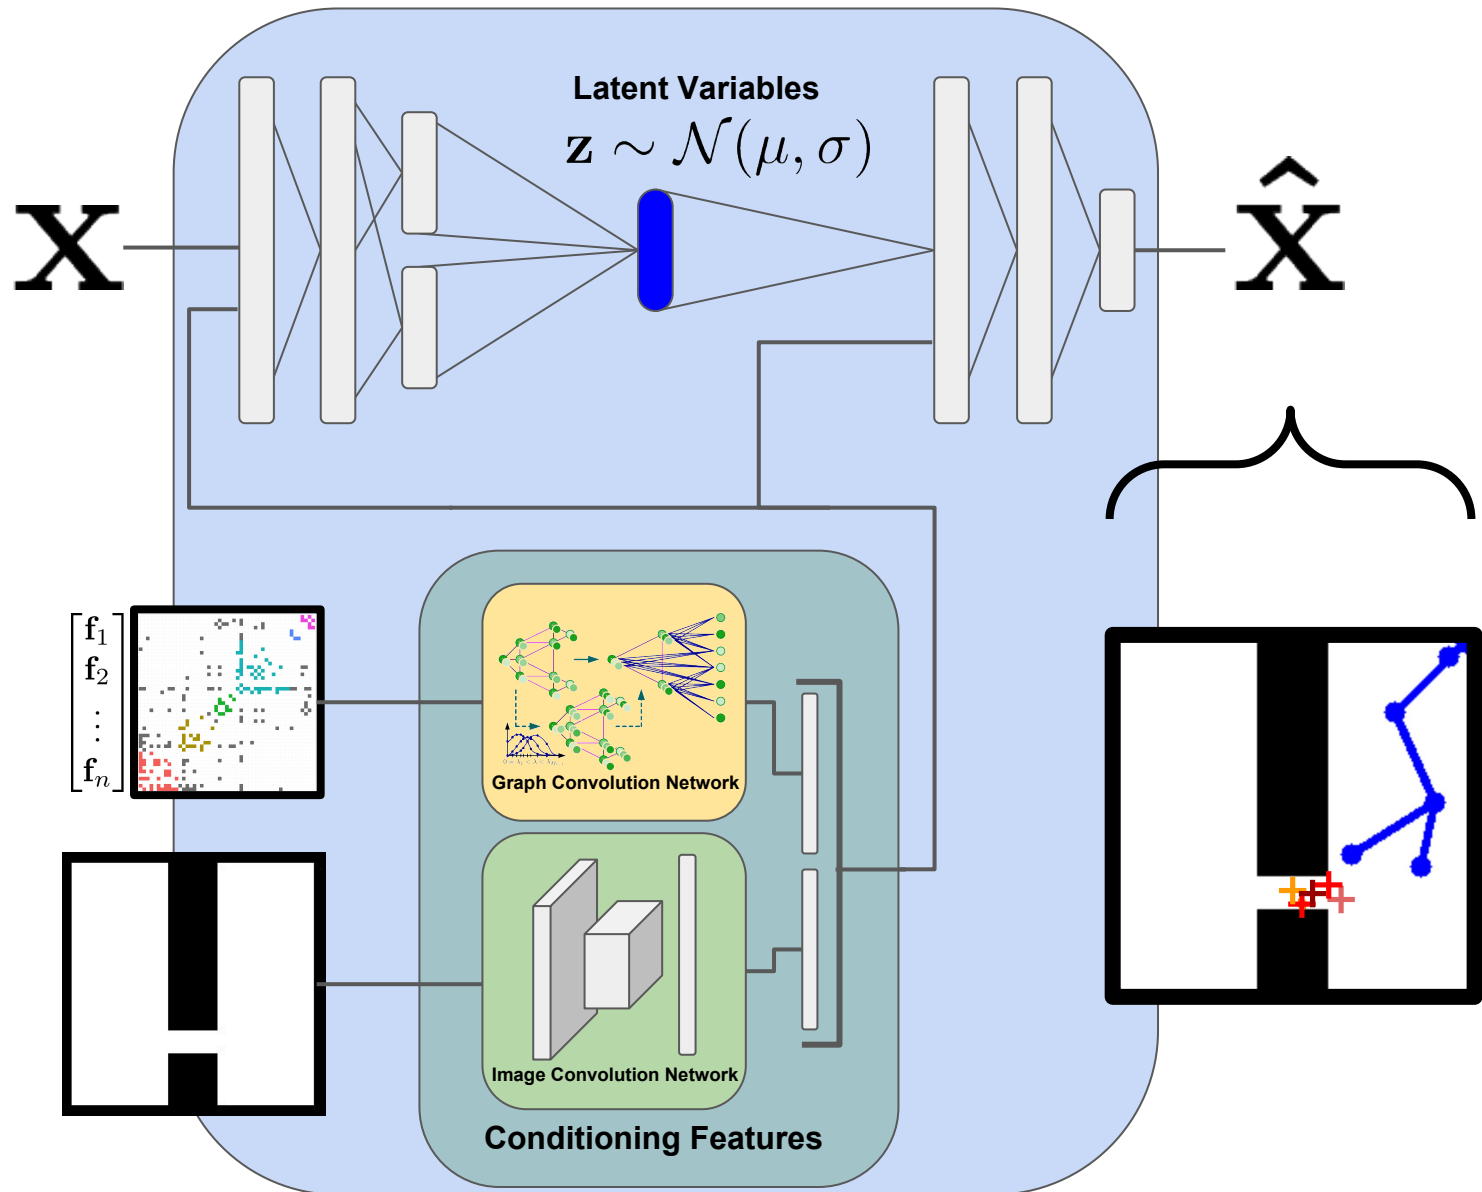 Latent Variables
z ∼ 𝒩(μ, σ)
x
x̂
f₁
f₂
⋮
fₙ
Graph Convolution Network
Image Convolution Network
Conditioning Features